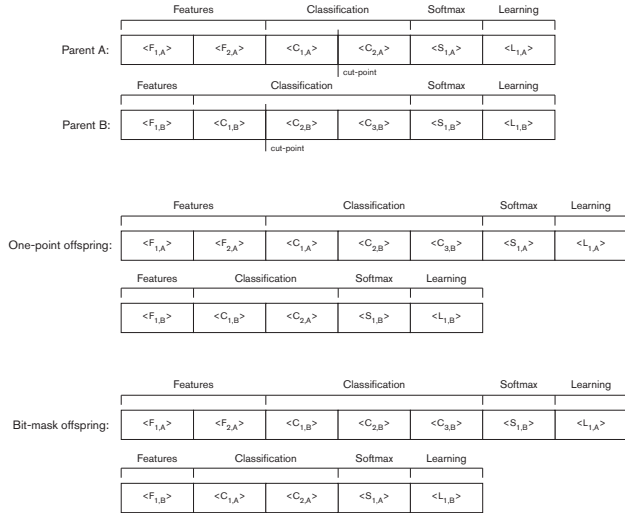 Features Classification Softmax Learning
Parent A: <F1,A> <F2,A> <C1,A> <C2,A> <S1,A> <L1,A>
cut-point
Features Classification Softmax Learning
Parent B: <F1,B> <C1,B> <C2,B> <C3,B> <S1,B> <L1,B>
cut-point
Features Classification Softmax Learning
One-point offspring: <F1,A> <F2,A> <C1,A> <C2,B> <C3,B> <S1,A> <L1,A>
Features Classification Softmax Learning
<F1,B> <C1,B> <C2,A> <S1,B> <L1,B>
Features Classification Softmax Learning
Bit-mask offspring: <F1,A> <F2,A> <C1,B> <C2,B> <C3,B> <S1,B> <L1,A>
Features Classification Softmax Learning
<F1,B> <C1,A> <C2,A> <S1,A> <L1,B>